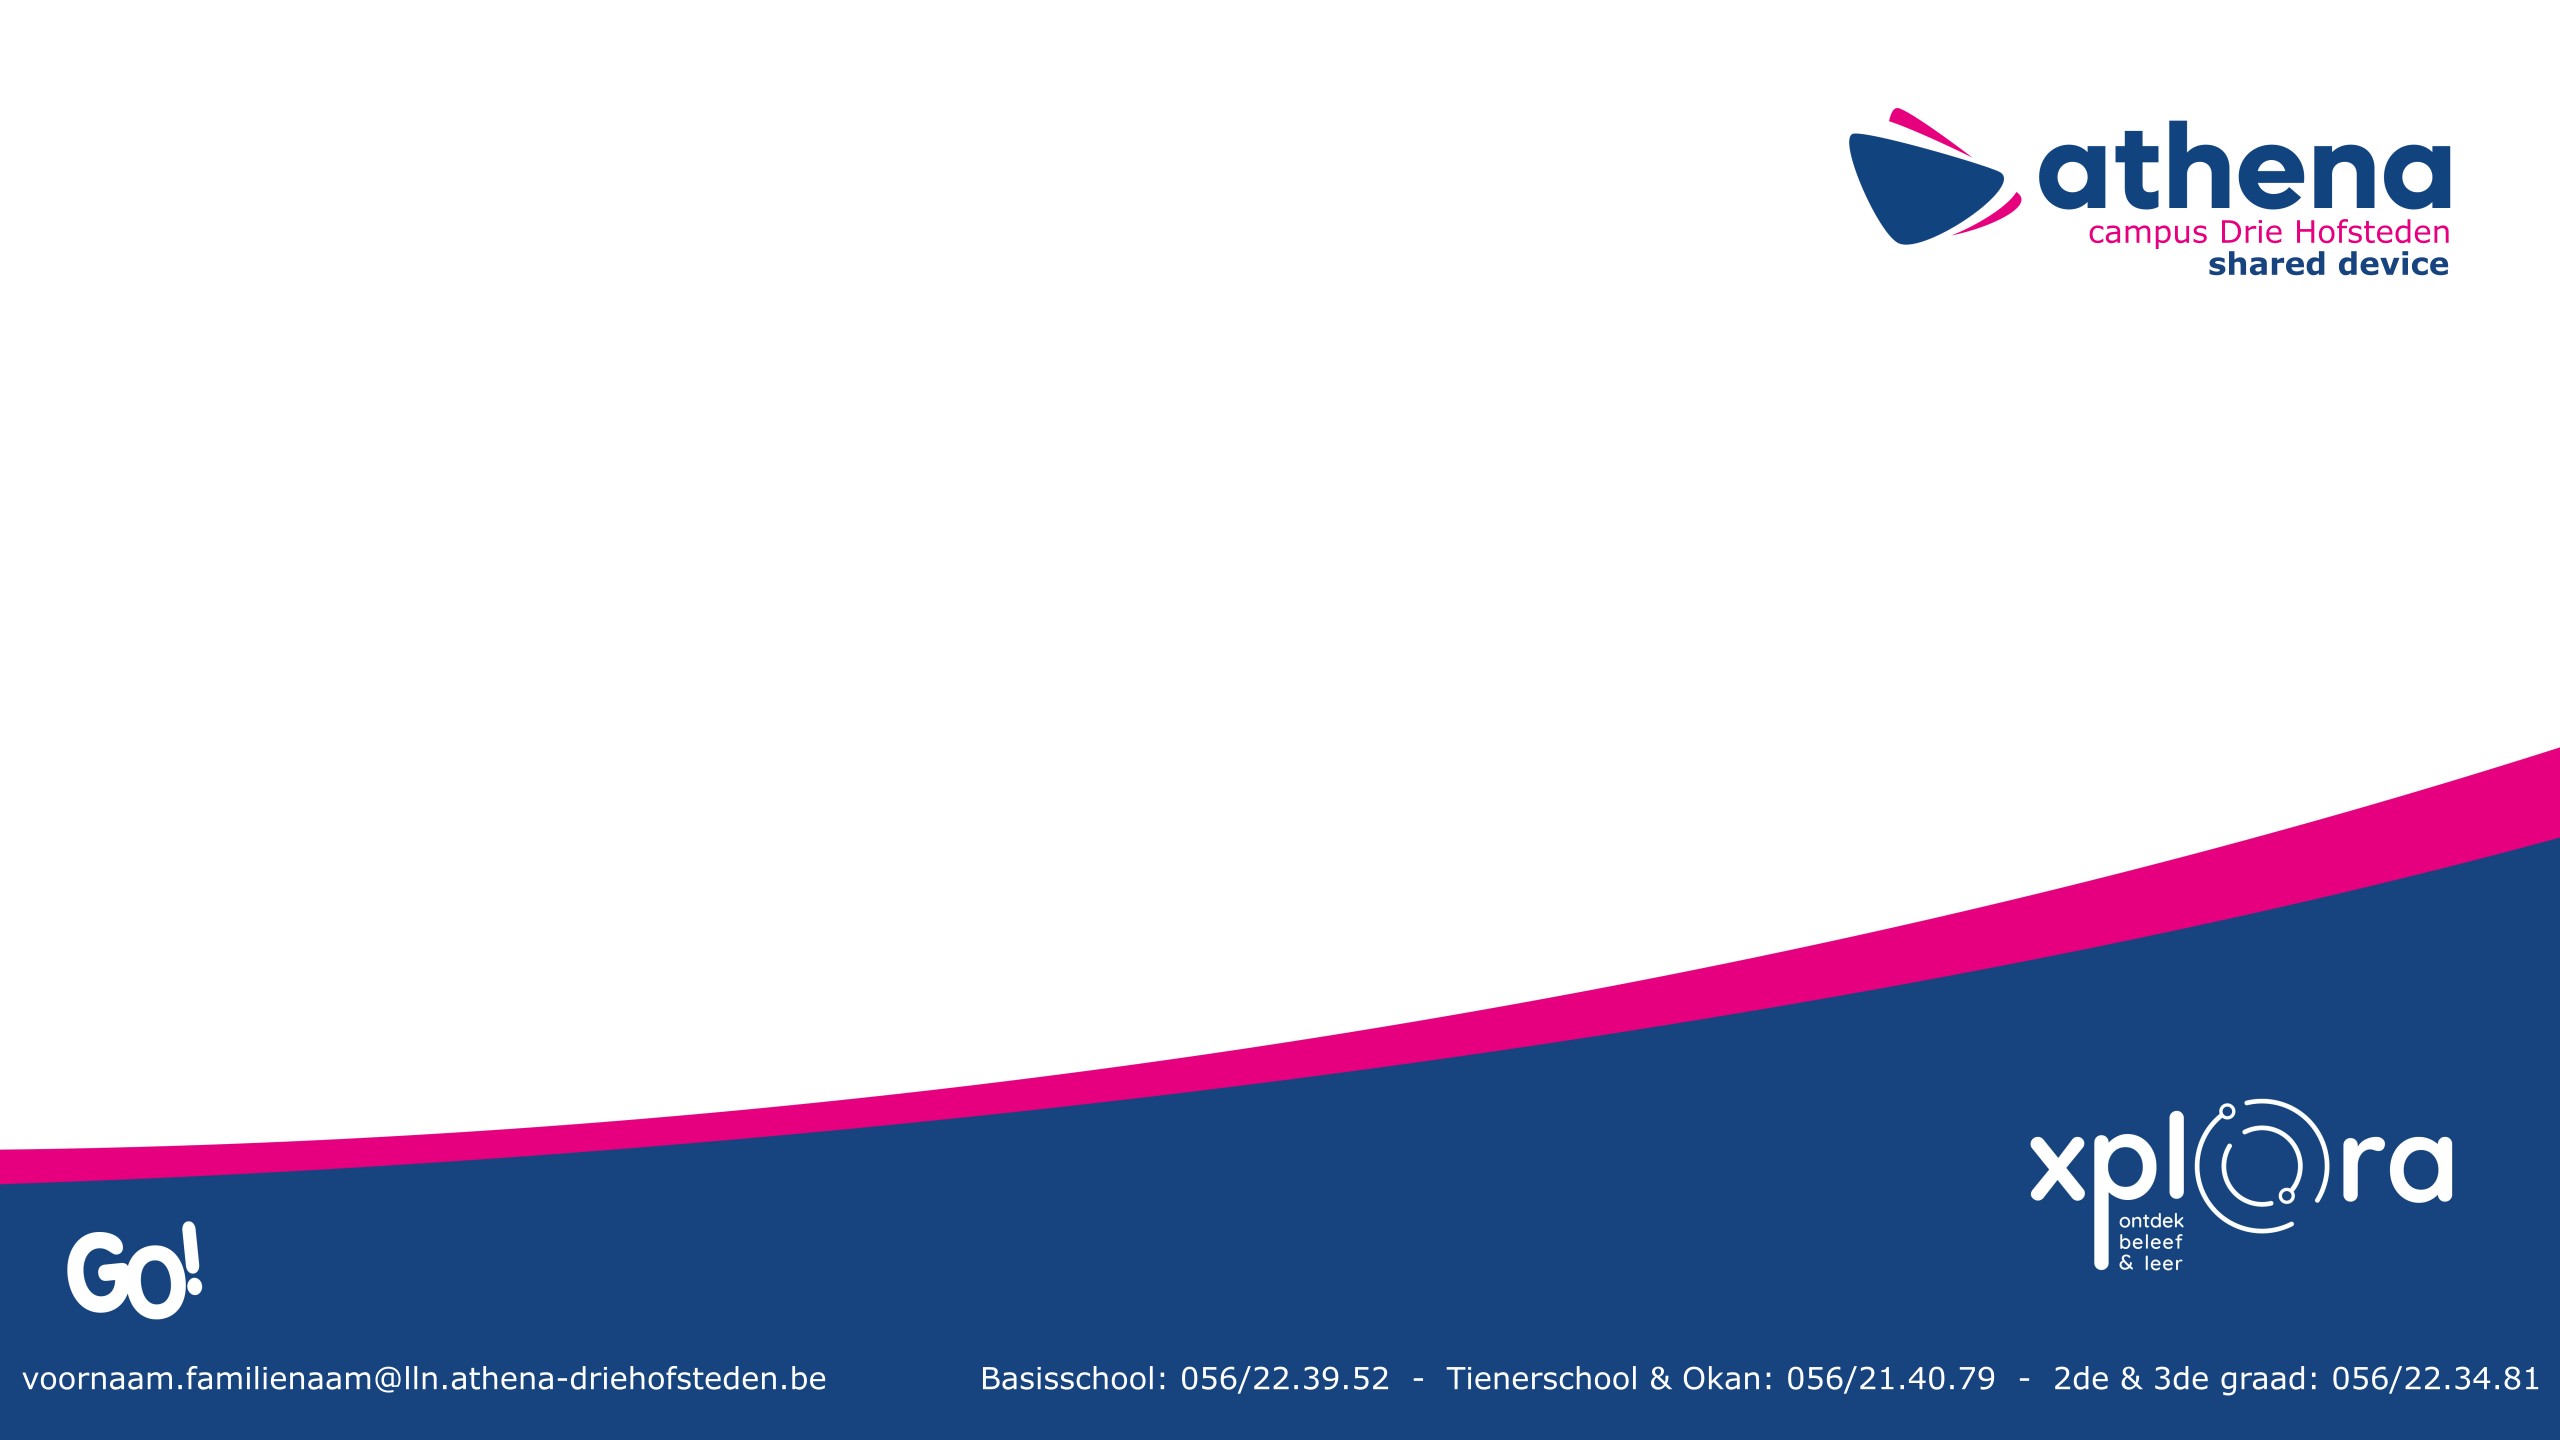 athena
campus Drie Hofsteden
shared device
xplora
ontdek
beleef
& leer
GO!
voornaam.familienaam@lln.athena-driehofsteden.be
Basisschool: 056/22.39.52 - Tienerschool & Okan: 056/21.40.79 - 2de & 3de graad: 056/22.34.81